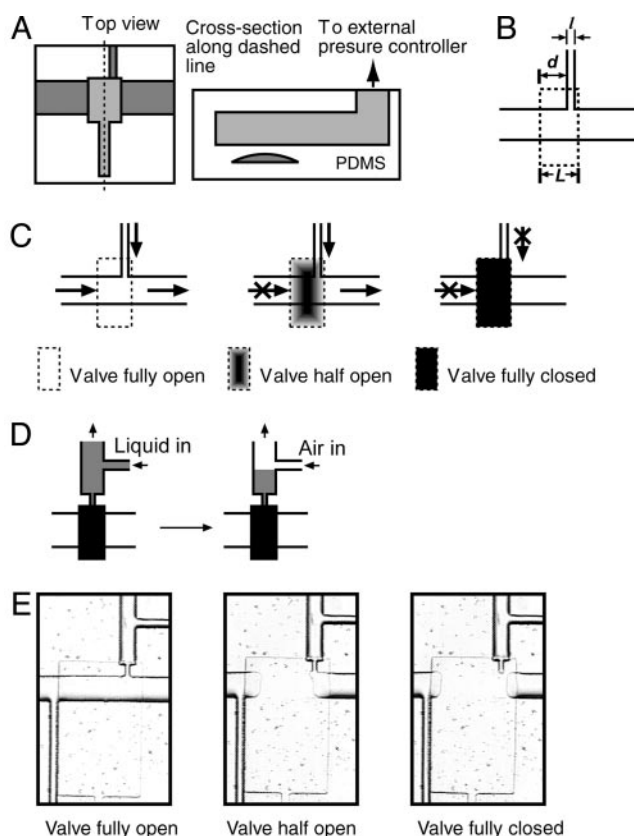 A
Top view
Cross-section
along dashed
line
To external
presure controller
PDMS
B
l
d
L
C
Valve fully open
Valve half open
Valve fully closed
D
Liquid in
Air in
E
Valve fully open
Valve half open
Valve fully closed